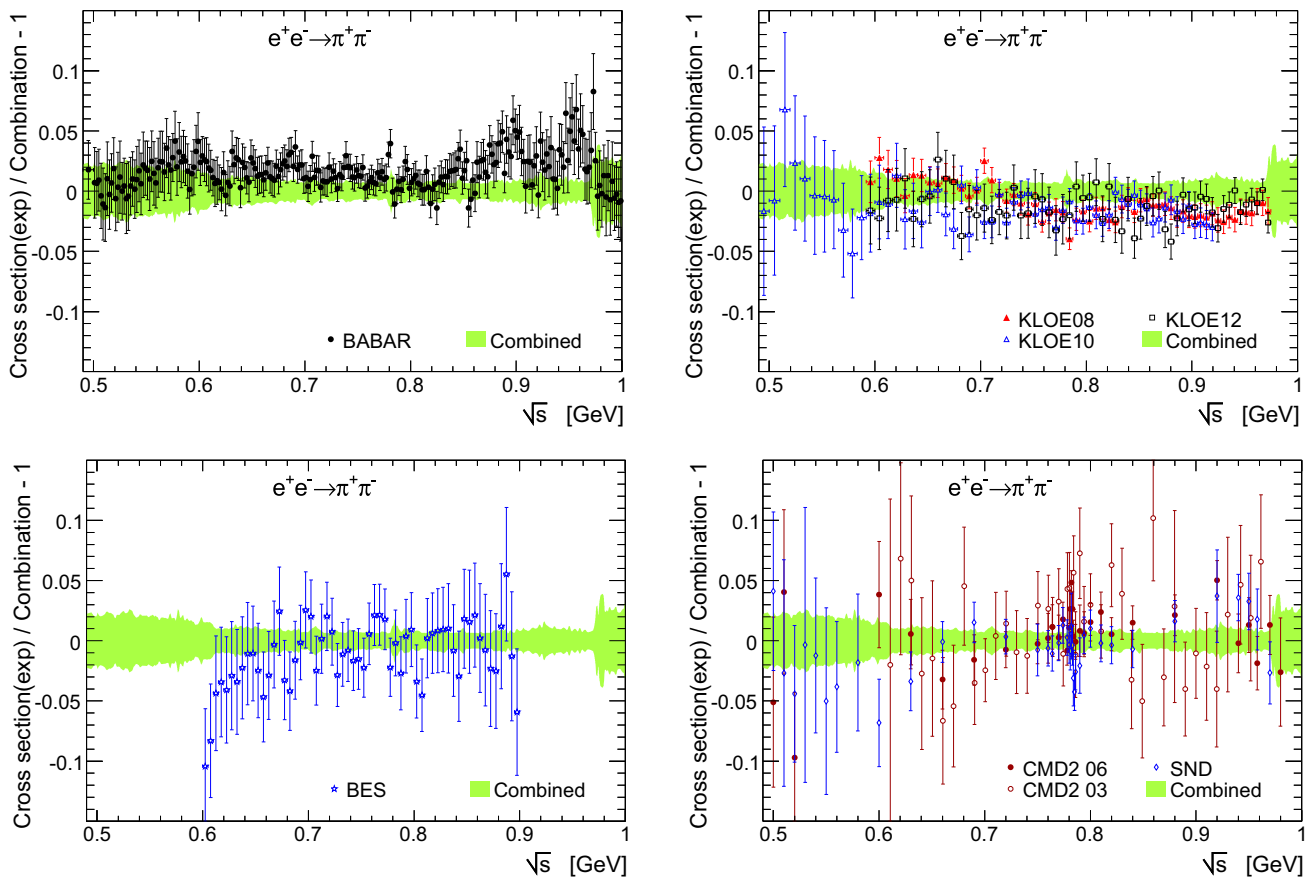 Cross section(exp) / Combination - 1
e⁺e⁻→π⁺π⁻
0.1
0.05
0
-0.05
-0.1
BABAR
Combined
0.5 0.6 0.7 0.8 0.9 1
√s [GeV]
Cross section(exp) / Combination - 1
e⁺e⁻→π⁺π⁻
0.1
0.05
0
-0.05
-0.1
KLOE08 KLOE12
KLOE10 Combined
0.5 0.6 0.7 0.8 0.9 1
√s [GeV]
Cross section(exp) / Combination - 1
e⁺e⁻→π⁺π⁻
0.1
0.05
0
-0.05
-0.1
BES Combined
0.5 0.6 0.7 0.8 0.9 1
√s [GeV]
Cross section(exp) / Combination - 1
e⁺e⁻→π⁺π⁻
0.1
0.05
0
-0.05
-0.1
CMD2 06 SND
CMD2 03 Combined
0.5 0.6 0.7 0.8 0.9 1
√s [GeV]